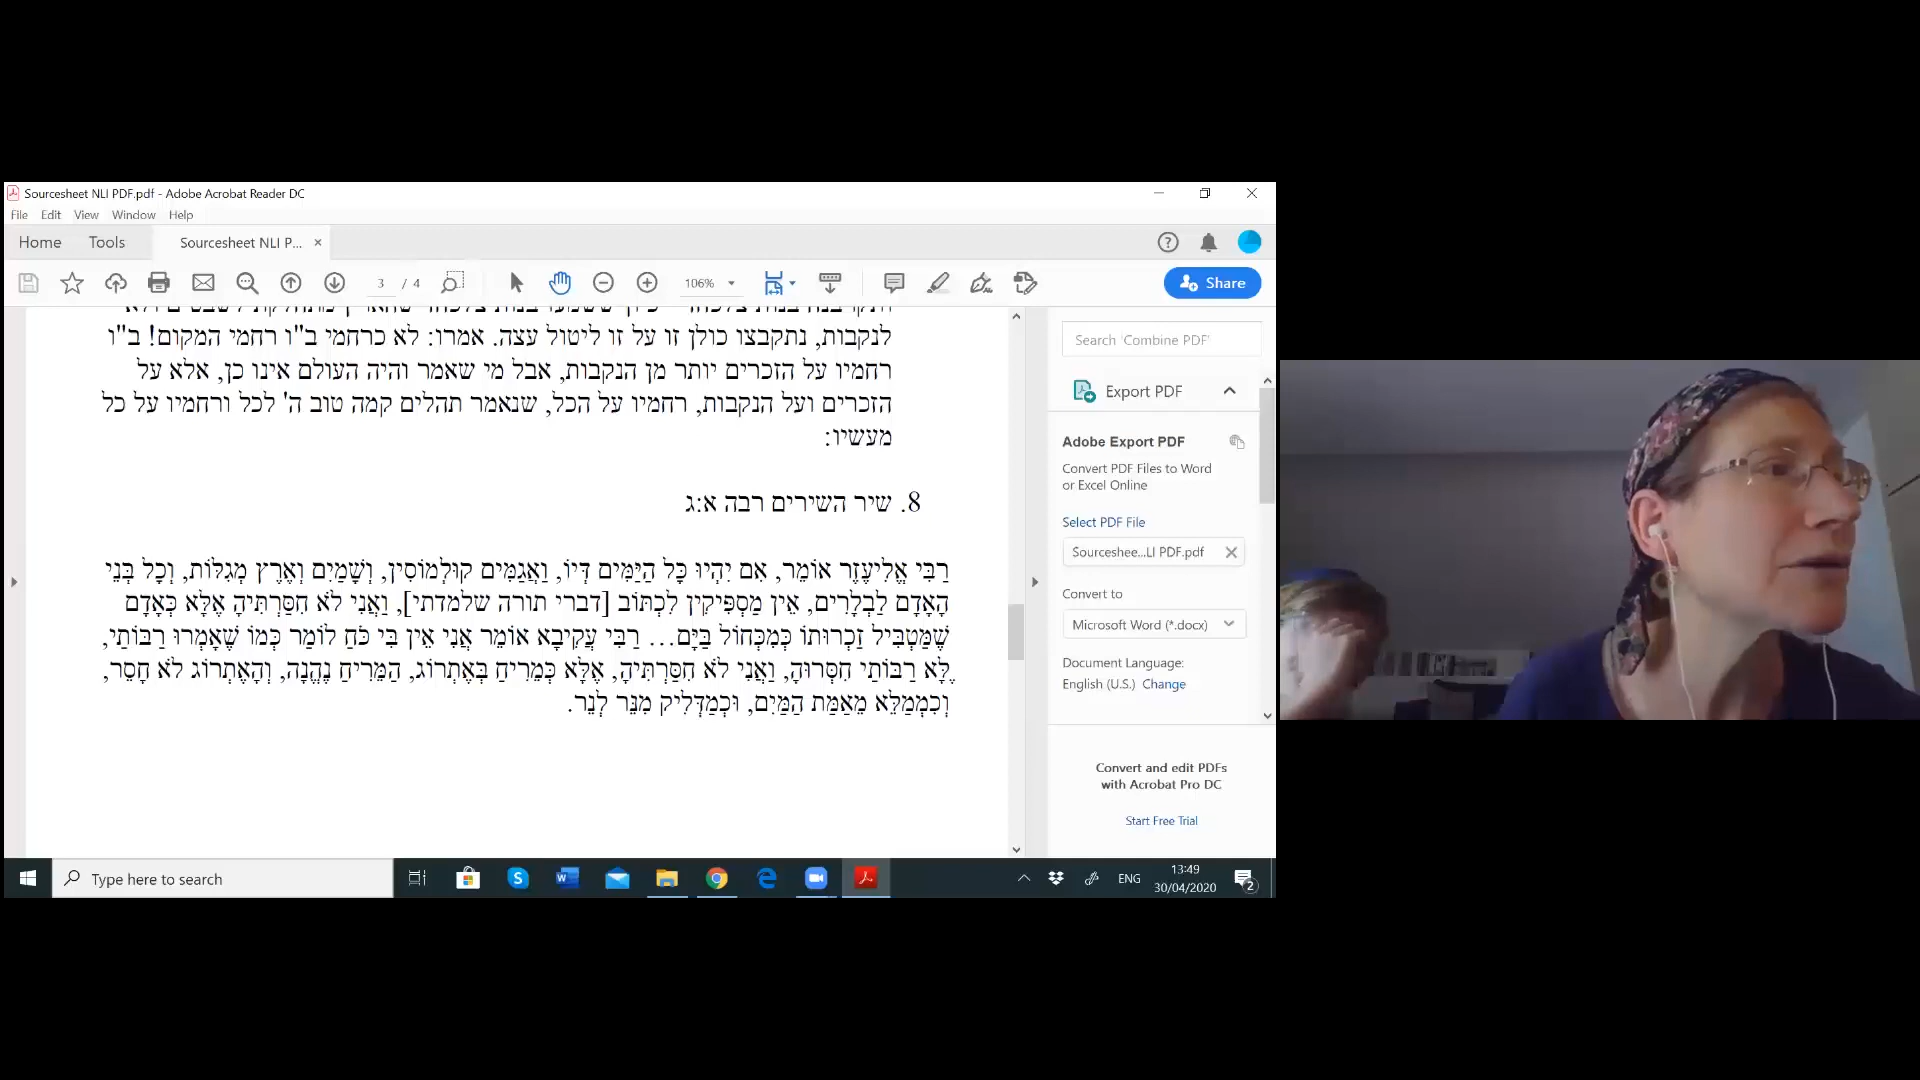 Sourcesheet NLI PDF.pdf - Adobe Acrobat Reader DC
File Edit View Window Help
Home Tools Sourcesheet NLI P... ×
3 / 4 106% Share
לנקבות, נתקבצו כולן זו על זו ליטול עצה. אמרו: לא כרחמי ב"ו רחמי המקום! ב"ו
רחמיו על הזכרים יותר מן הנקבות, אבל מי שאמר והיה העולם אינו כן, אלא על
הזכרים ועל הנקבות, רחמיו על הכל, שנאמר תהלים קמה טוב ה' לכל ורחמיו על כל
מעשיו:
8. שיר השירים רבה א:ג
רַבִּי אֱלִיעֶזֶר אוֹמֵר, אִם יִהְיוּ כָּל הַיַּמִּים דְּיוֹ, וַאֲגַמִּים קוּלְמוֹסִין, וְשָׁמַיִם וְאֶרֶץ מְגִלּוֹת, וְכָל בְּנֵי
הָאָדָם לַבְלָרִים, אֵין מַסְפִּיקִין לִכְתּוֹב [דברי תורה שלמדתי], וַאֲנִי לֹא חִסַּרְתִּיהָ אֶלָּא כְּאָדָם
שֶׁמַּטְבִּיל זַכְרוּתוֹ כְּמִכְּחוֹל בַּיָּם... רַבִּי עֲקִיבָא אוֹמֵר אֲנִי אֵין בִּי כֹּחַ לוֹמַר כְּמוֹ שֶׁאָמְרוּ רַבּוֹתַי,
ֶלָּא רַבּוֹתַי חִסְּרוּהָ, וַאֲנִי לֹא חִסַּרְתִּיהָ, אֶלָּא כְּמֵרִיחַ בְּאֶתְרוֹג, הַמֵּרִיחַ נֶהֱנָה, וְהָאֶתְרוֹג לֹא חָסֵר,
וְכִמְמַלֵּא מֵאַמַּת הַמַּיִם, וּכְמַדְלִיק מִנֵּר לְנֵר.
Search 'Combine PDF'
Export PDF
Adobe Export PDF
Convert PDF Files to Word
or Excel Online
Select PDF File
Sourceshee...LI PDF.pdf
Convert to
Microsoft Word (*.docx)
Document Language:
English (U.S.) Change
Convert and edit PDFs
with Acrobat Pro DC
Start Free Trial
Type here to search
ENG
13:49
30/04/2020
2